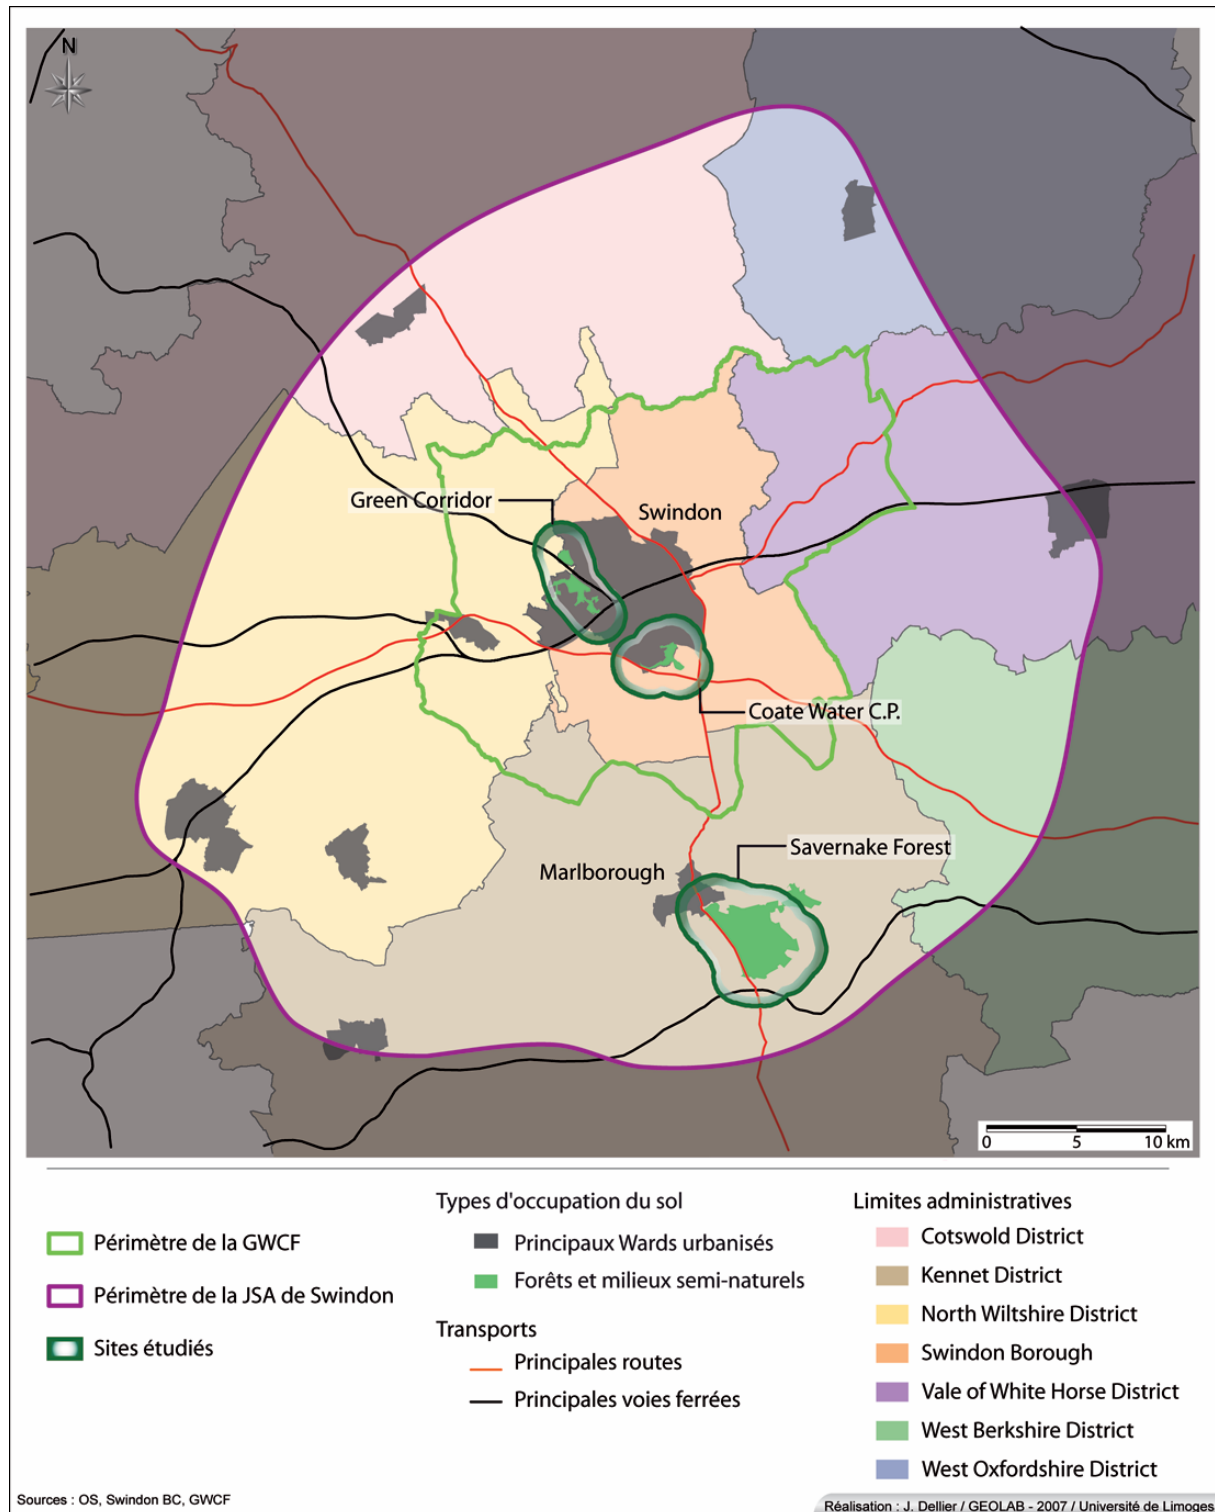 N
Green Corridor
Swindon
Coate Water C.P.
Savernake Forest
Marlborough
0 5 10 km
Périmètre de la GWCF
Périmètre de la JSA de Swindon
Sites étudiés
Types d'occupation du sol
Principaux Wards urbanisés
Forêts et milieux semi-naturels
Transports
Principales routes
Principales voies ferrées
Limites administratives
Cotswold District
Kennet District
North Wiltshire District
Swindon Borough
Vale of White Horse District
West Berkshire District
West Oxfordshire District
Sources : OS, Swindon BC, GWCF
Réalisation : J. Dellier / GEOLAB - 2007 / Université de Limoges